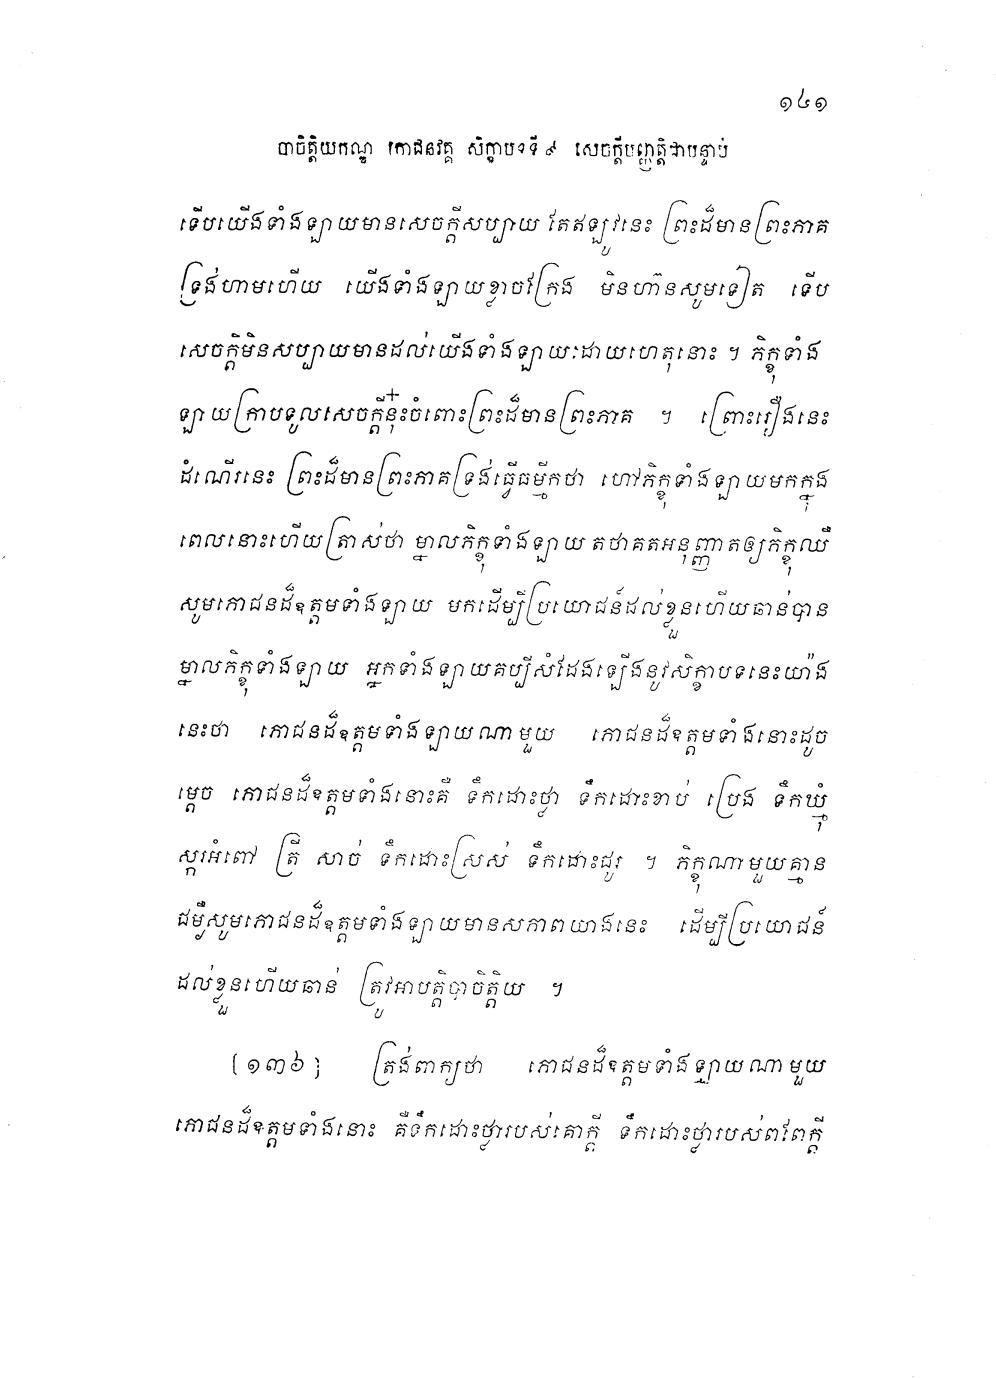 ១៤១
បាចិត្តិយកណ្ឌ ភោជនវគ្គ សិក្ខាបទទី៩ សេចក្តីបញ្ញត្តិជាបន្ទាប់
ទើបយើងទាំងឡាយមានសេចក្តីសប្បាយ តែឥឡូវនេះ ព្រះដ៏មានព្រះភាគ
ទ្រង់ហាមហើយ យើងទាំងឡាយខ្លាចក្រែង មិនហ៊ានសូមទៀត ទើប
សេចក្តិមិនសប្បាយមានដល់យើងទាំងឡាយដោយហេតុនោះ ។ ភិក្ខុទាំង
ឡាយក្រាបទូលសេចក្តីនុ៎ះចំពោះព្រះដ៏មានព្រះភាគ ។ ព្រោះរឿងនេះ
ដំណើរនេះ ព្រះដ៏មានព្រះភាគទ្រង់ធ្វើធម្មីកថា ហៅភិក្ខុទាំងឡាយមកក្នុង
ពេលនោះហើយត្រាស់ថា ម្នាលភិក្ខុទាំងឡាយ តថាគតអនុញ្ញាតឲ្យភិក្ខុឈឺ
សូមភោជនដ៏ឧត្តមទាំងឡាយ មកដើម្បីប្រយោជន៍ដល់ខ្លួនហើយឆាន់បាន
ម្នាលភិក្ខុទាំងឡាយ អ្នកទាំងឡាយគប្បីសំដែងឡើងនូវសិក្ខាបទនេះយ៉ាង
នេះថា ភោជនដ៏ឧត្តមទាំងឡាយណាមួយ ភោជនដ៏ឧត្តមទាំងនោះដូច
ម្តេច ភោជនដ៏ឧត្តមទាំងនោះគឺ ទឹកដោះថ្លា ទឹកដោះខាប់ ប្រេង ទឹកឃ្មុំ
ស្ករអំពៅ ត្រី សាច់ ទឹកដោះស្រស់ ទឹកដោះជូរ ។ ភិក្ខុណាមួយគ្មាន
ជម្ងឺសូមភោជនដ៏ឧត្តមទាំងឡាយមានសភាពយាងនេះ ដើម្បីប្រយោជន៍
ដល់ខ្លួនហើយឆាន់ ត្រូវអាបត្តិបាចិត្តិយ ។
{១៣៦} ត្រង់ពាក្យថា ភោជនដ៏ឧត្តមទាំងឡាយណាមួយ
ភោជនដ៏ឧត្តមទាំងនោះ គឺទឹកដោះថ្លារបស់គោក្តី ទឹកដោះថ្លារបស់ពពែក្តី